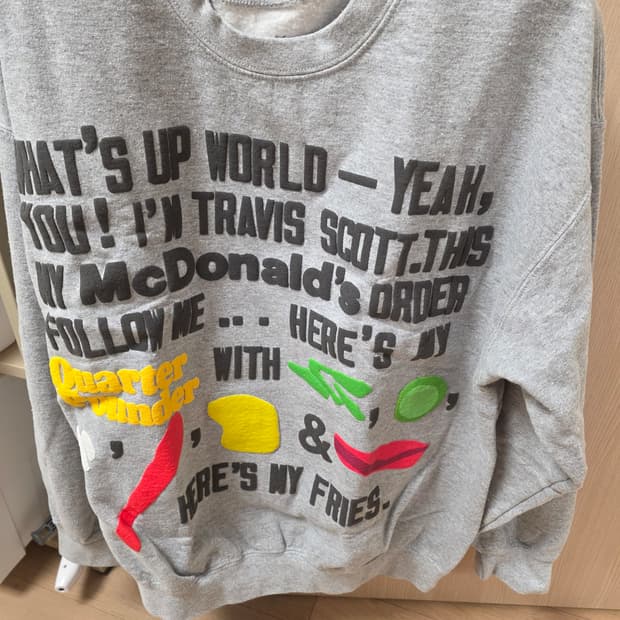 WHAT'S UP WORLD — YEAH,
YOU! I'M TRAVIS SCOTT. THIS
MY McDonald's ORDER
FOLLOW ME ... HERE'S MY
Quarter Pounder WITH , ,
, , &
HERE'S MY FRIES.